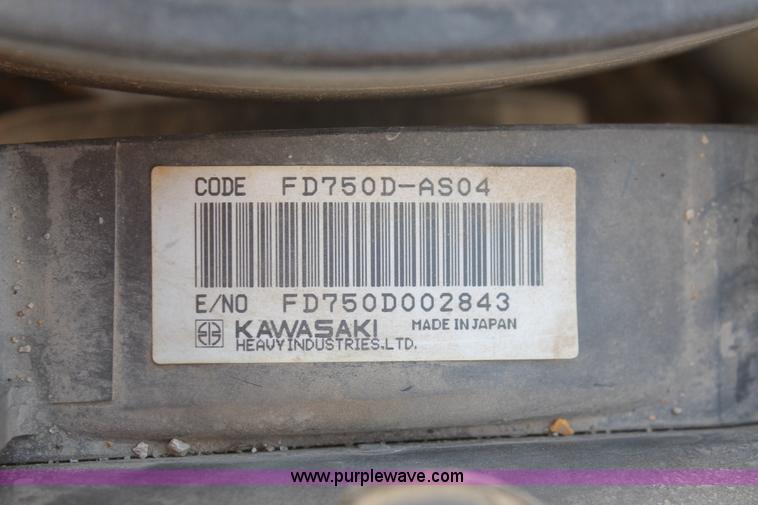 CODE FD750D-AS04
E/NO FD750D002843
KAWASAKI MADE IN JAPAN
HEAVY INDUSTRIES.LTD.
www.purplewave.com